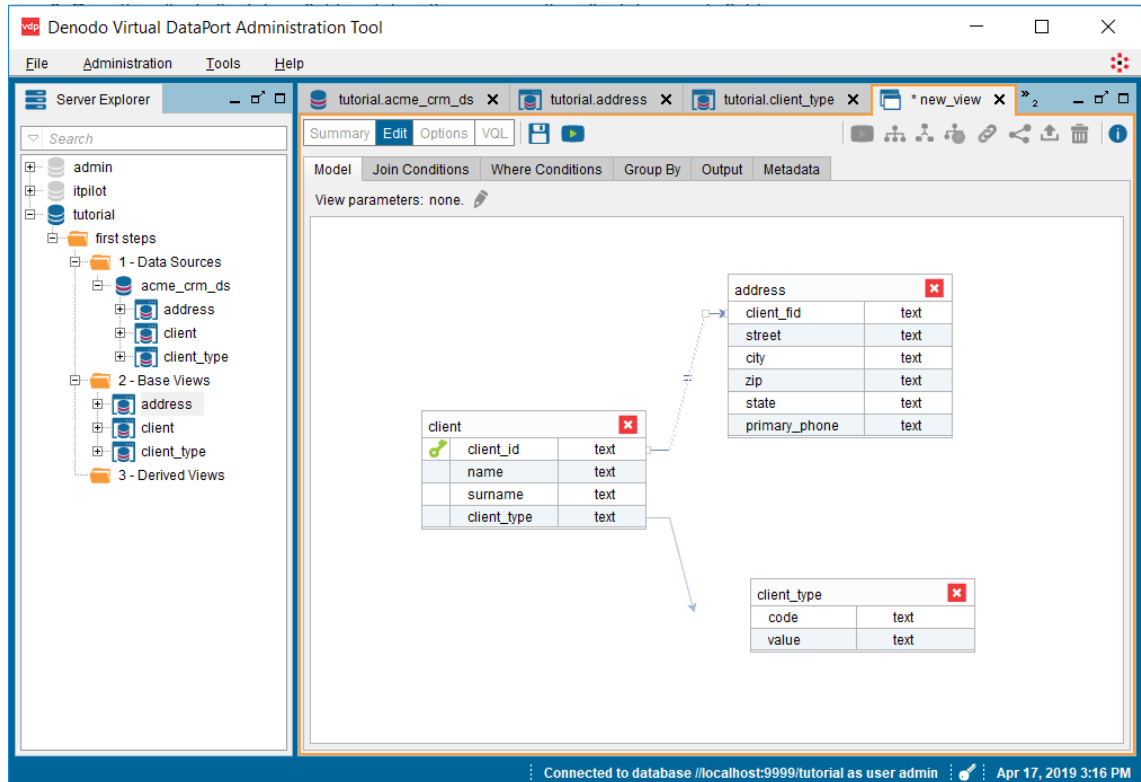 vdp Denodo Virtual DataPort Administration Tool
File Administration Tools Help
Server Explorer
Search
admin
itpilot
tutorial
first steps
1 - Data Sources
acme_crm_ds
address
client
client_type
2 - Base Views
address
client
client_type
3 - Derived Views
tutorial.acme_crm_ds tutorial.address tutorial.client_type * new_view » 2
Summary Edit Options VQL
Model Join Conditions Where Conditions Group By Output Metadata
View parameters: none.
address
client_fid text
street text
city text
zip text
state text
primary_phone text
=
client
client_id text
name text
surname text
client_type text
client_type
code text
value text
Connected to database //localhost:9999/tutorial as user admin Apr 17, 2019 3:16 PM